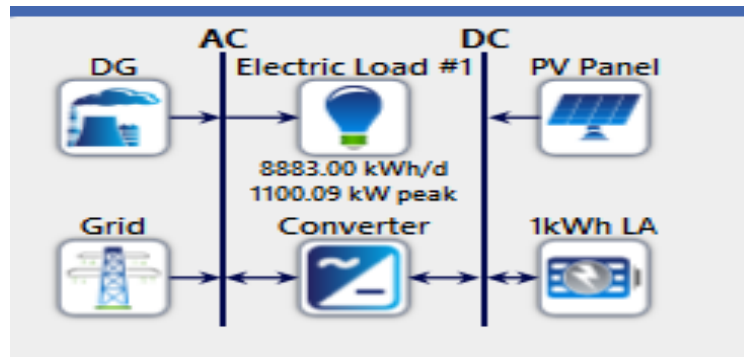 AC DC
DG Electric Load #1 PV Panel
8883.00 kWh/d
1100.09 kW peak
Grid Converter 1kWh LA